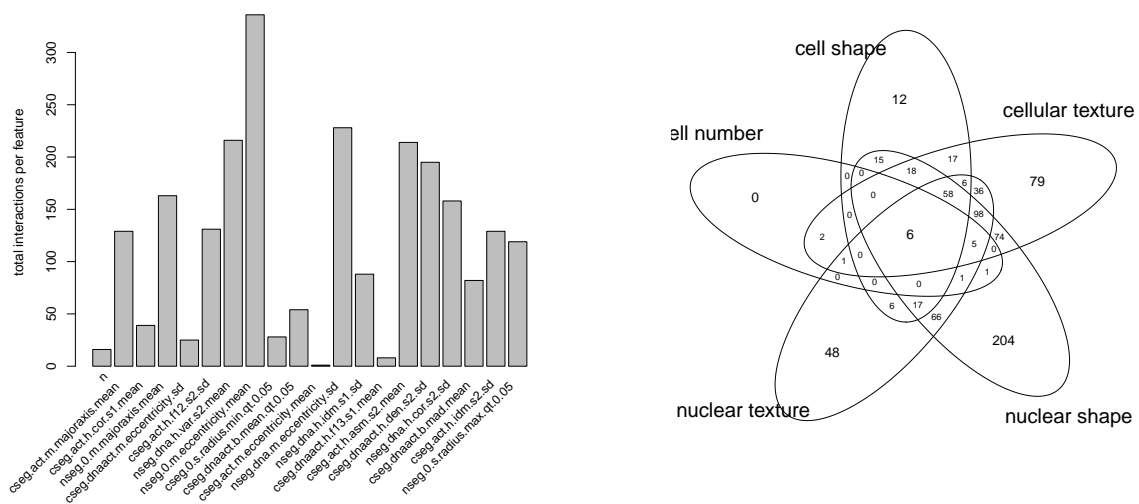 total interactions per feature
300
250
200
150
100
50
0
n
cseg.act.m.majoraxis.mean
cseg.act.h.cor.s1.mean
nseg.0.m.majoraxis.mean
cseg.dnaact.m.eccentricity.sd
cseg.act.h.f12.s2.sd
nseg.dna.h.var.s2.mean
nseg.0.m.eccentricity.mean
cseg.0.s.radius.min.qt.0.05
cseg.dnaact.b.mean.qt.0.05
cseg.act.m.eccentricity.mean
nseg.dna.m.eccentricity.sd
nseg.dna.h.idm.s1.sd
cseg.dnaact.h.f13.s1.mean
cseg.act.h.asm.s2.mean
cseg.dnaact.h.den.s2.sd
nseg.dna.h.cor.s2.sd
cseg.dnaact.b.mad.mean
cseg.act.h.idm.s2.sd
nseg.0.s.radius.max.qt.0.05
cell shape
12
cellular texture
ell number
15
17
18
0
0
6
36
79
0
0
58
0
98
2
6
74
5
0
0
1
1
0
0
0
1
6
17
66
48
204
nuclear texture
nuclear shape